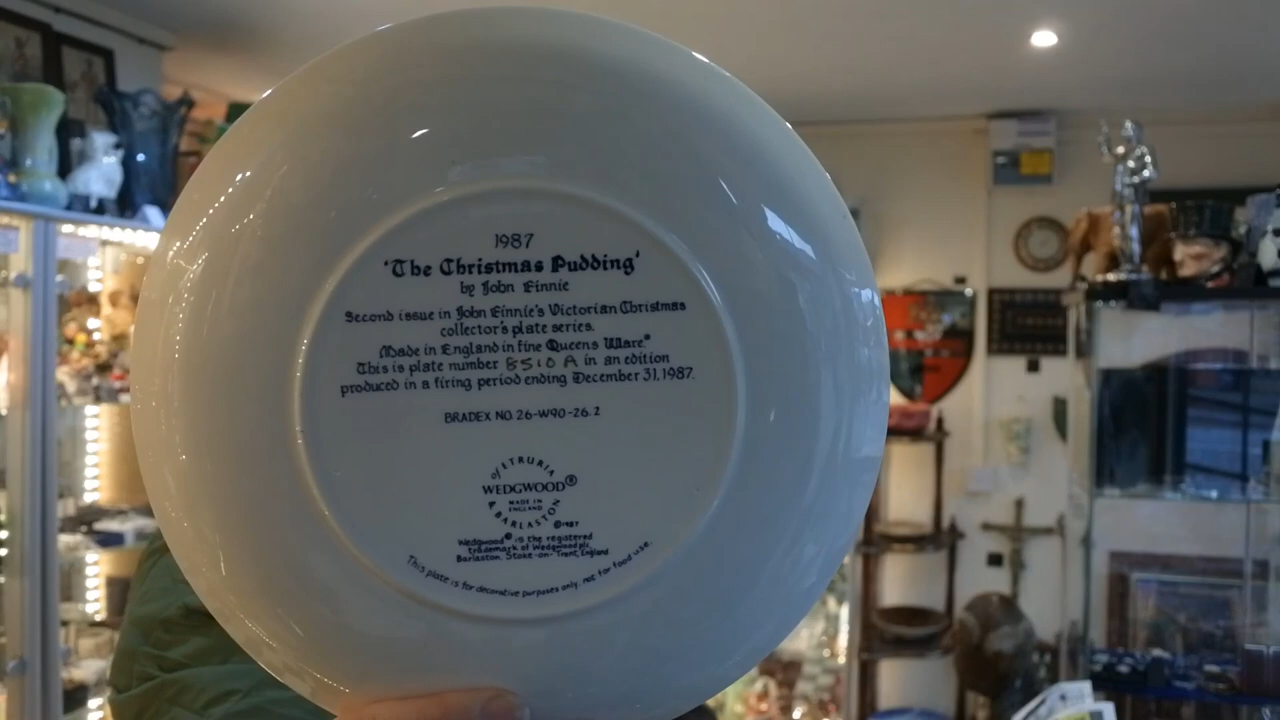 1987
'The Christmas Pudding'
by John Finnie
Second issue in John Finnie's Victorian Christmas
collector's plate series.
Made in England in fine Queens Ware®
This is plate number 8510 A in an edition
produced in a firing period ending December 31, 1987.
BRADEX NO. 26-W90-26.2
of ETRURIA
WEDGWOOD®
MADE IN
ENGLAND
& BARLASTON
©1987
Wedgwood® is the registered
trademark of Wedgwood plc
Barlaston, Stoke-on-Trent, England
This plate is for decorative purposes only, not for food use.